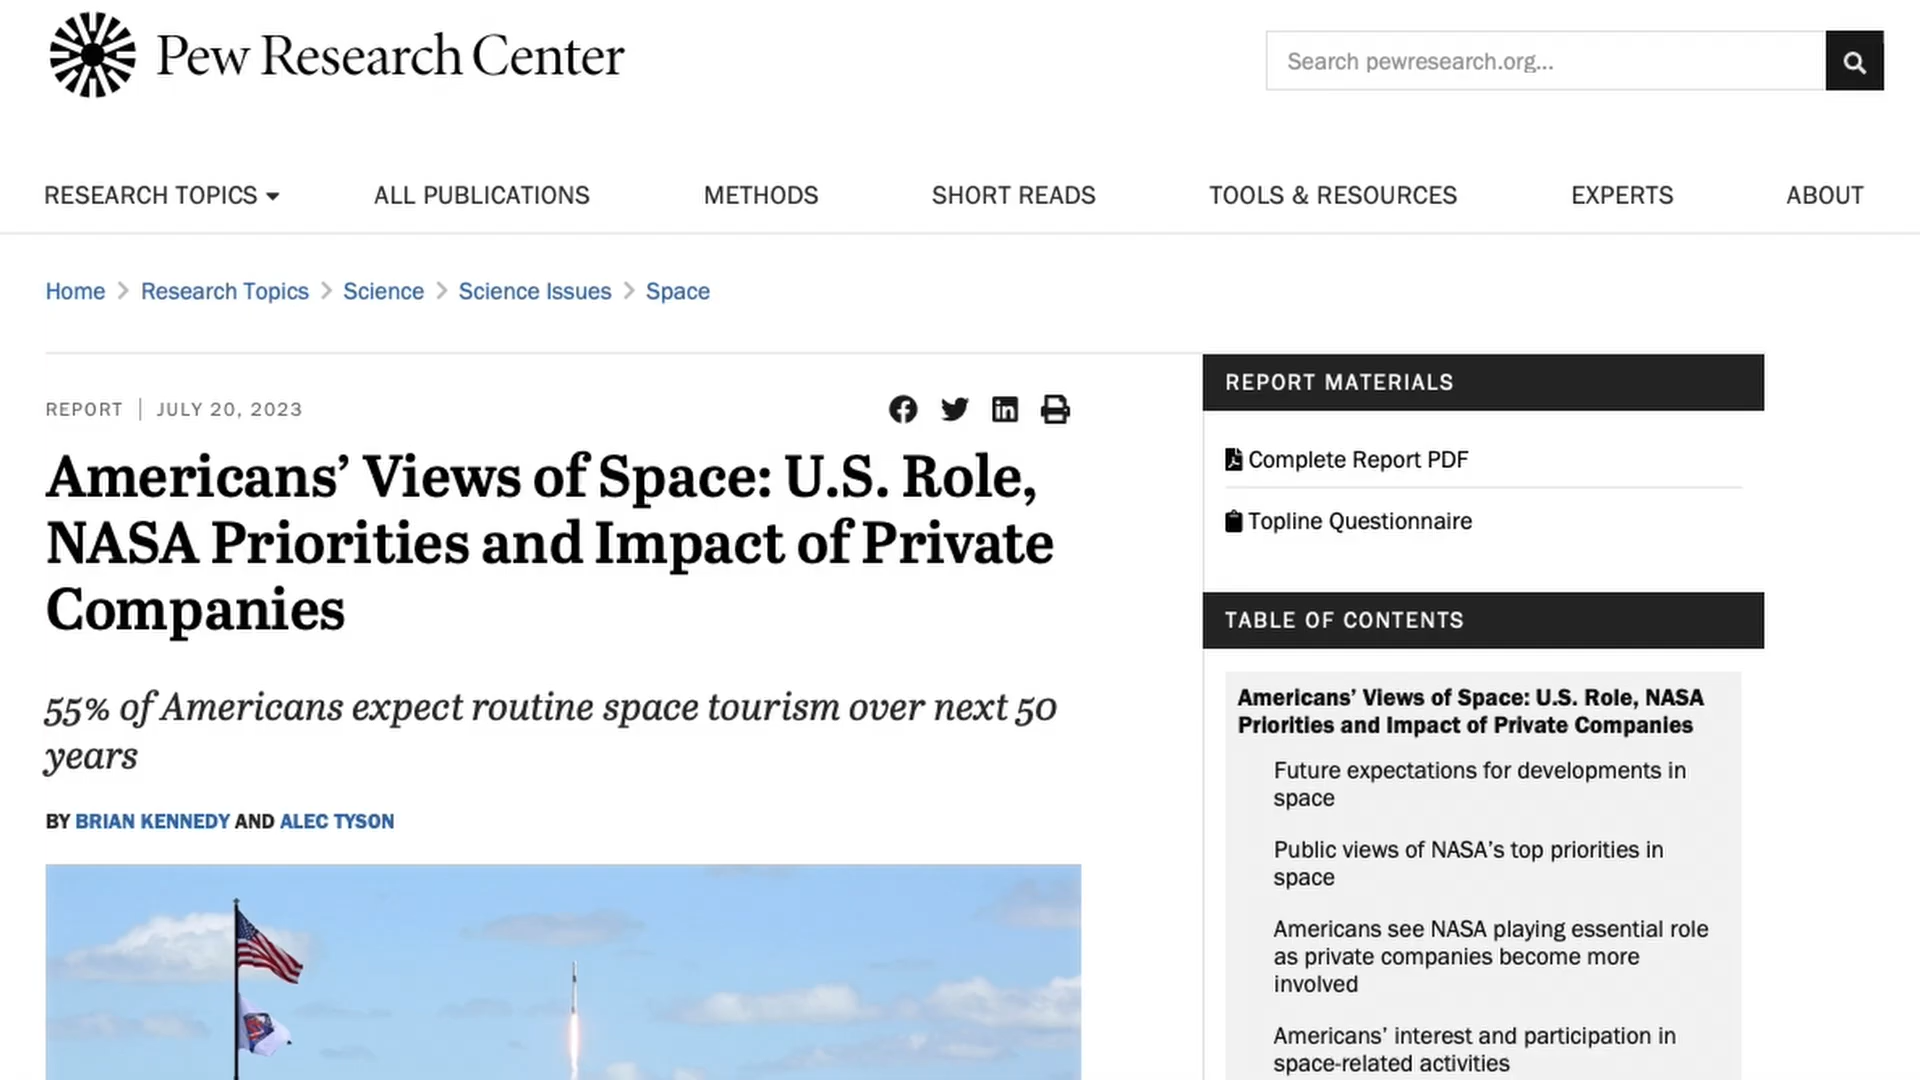 Pew Research Center
Search pewresearch.org...
RESEARCH TOPICS
ALL PUBLICATIONS
METHODS
SHORT READS
TOOLS & RESOURCES
EXPERTS
ABOUT
Home
Research Topics
Science
Science Issues
Space
REPORT | JULY 20, 2023
Americans’ Views of Space: U.S. Role,
NASA Priorities and Impact of Private
Companies
55% of Americans expect routine space tourism over next 50
years
BY BRIAN KENNEDY AND ALEC TYSON
REPORT MATERIALS
Complete Report PDF
Topline Questionnaire
TABLE OF CONTENTS
Americans’ Views of Space: U.S. Role, NASA
Priorities and Impact of Private Companies
Future expectations for developments in
space
Public views of NASA’s top priorities in
space
Americans see NASA playing essential role
as private companies become more
involved
Americans’ interest and participation in
space-related activities